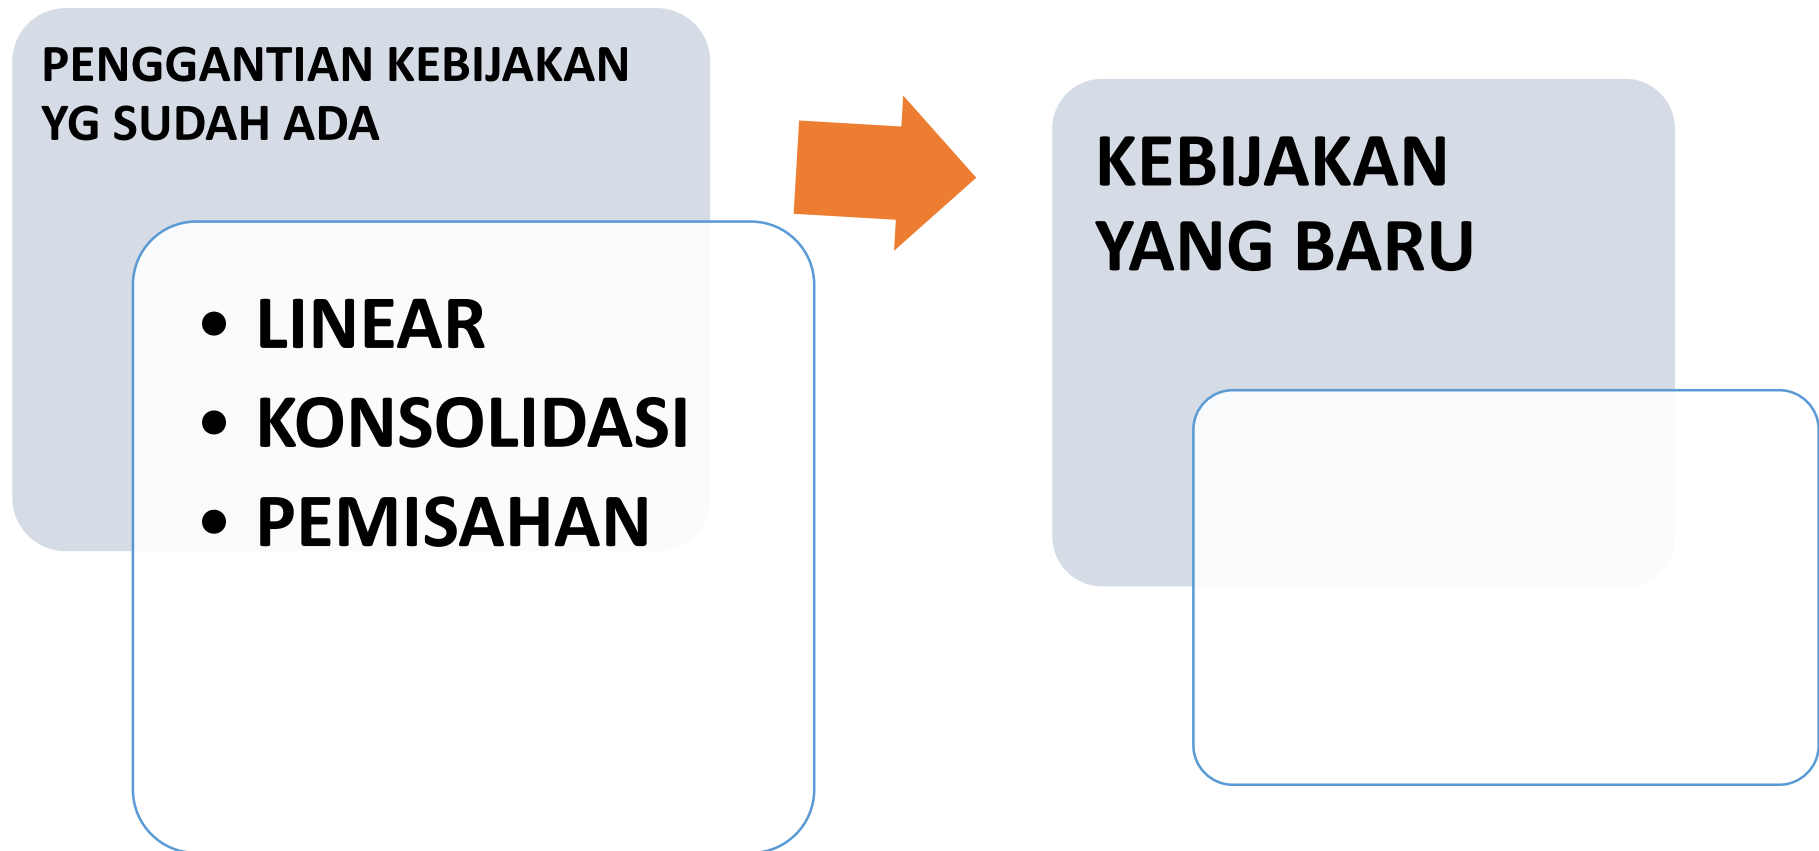 PENGGANTIAN KEBIJAKAN
YG SUDAH ADA
• LINEAR
• KONSOLIDASI
• PEMISAHAN
KEBIJAKAN
YANG BARU